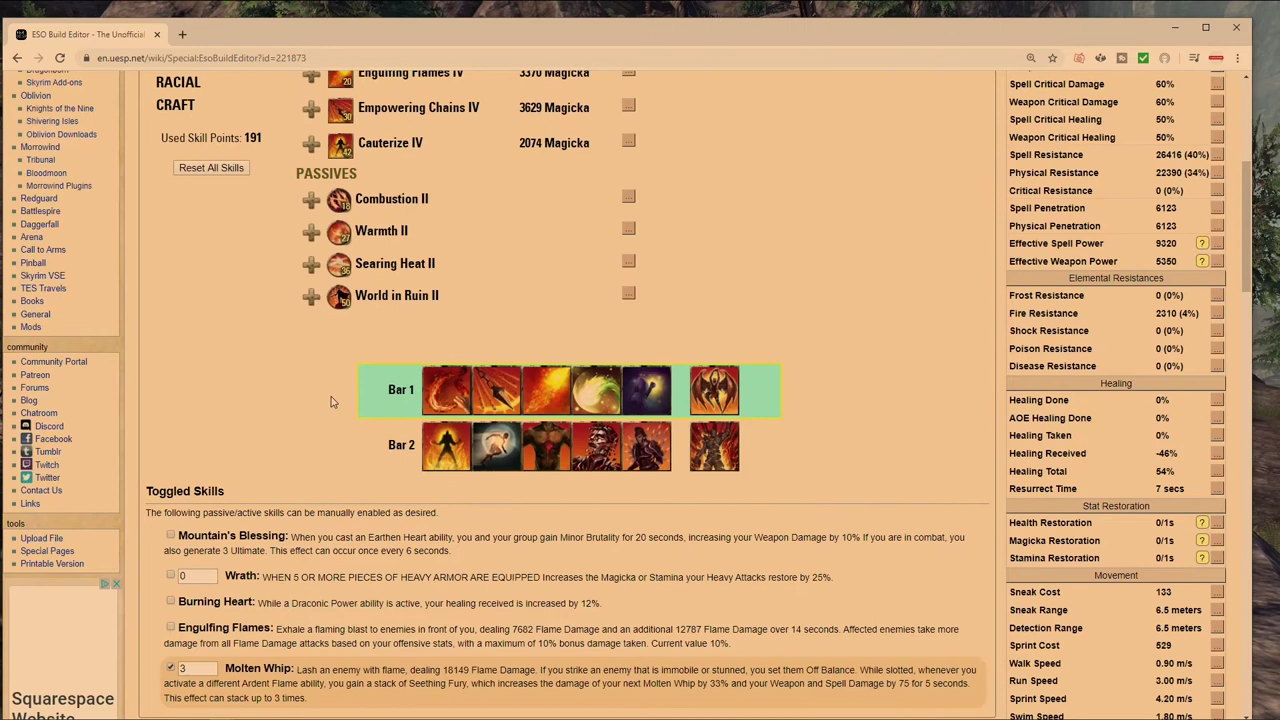 ESO Build Editor - The Unofficial
en.uesp.net/wiki/Special:EsoBuildEditor?id=221873
Skyrim Add-ons
Oblivion
Knights of the Nine
Shivering Isles
Oblivion Downloads
Morrowind
Tribunal
Bloodmoon
Morrowind Plugins
Redguard
Battlespire
Daggerfall
Arena
Call to Arms
Pinball
Skyrim VSE
TES Travels
Books
General
Mods
community
Community Portal
Patreon
Forums
Blog
Chatroom
Discord
Facebook
Tumblr
Twitch
Twitter
Contact Us
Links
tools
Upload File
Special Pages
Printable Version
Squarespace
Website
RACIAL
CRAFT
Used Skill Points: 191
Reset All Skills
Engulfing Flames IV 3370 Magicka ...
20
Empowering Chains IV 3629 Magicka ...
30
Cauterize IV 2074 Magicka ...
42
PASSIVES
Combustion II ...
18
Warmth II ...
27
Searing Heat II ...
36
World in Ruin II ...
50
Bar 1
Bar 2
Toggled Skills
The following passive/active skills can be manually enabled as desired.
Mountain's Blessing: When you cast an Earthen Heart ability, you and your group gain Minor Brutality for 20 seconds, increasing your Weapon Damage by 10% If you are in combat, you
also generate 3 Ultimate. This effect can occur once every 6 seconds.
0 Wrath: WHEN 5 OR MORE PIECES OF HEAVY ARMOR ARE EQUIPPED Increases the Magicka or Stamina your Heavy Attacks restore by 25%.
Burning Heart: While a Draconic Power ability is active, your healing received is increased by 12%.
Engulfing Flames: Exhale a flaming blast to enemies in front of you, dealing 7682 Flame Damage and an additional 12787 Flame Damage over 14 seconds. Affected enemies take more
damage from all Flame Damage attacks based on your offensive stats, with a maximum of 10% bonus damage taken. Current value 10%.
3 Molten Whip: Lash an enemy with flame, dealing 18149 Flame Damage. If you strike an enemy that is immobile or stunned, you set them Off Balance. While slotted, whenever you
activate a different Ardent Flame ability, you gain a stack of Seething Fury, which increases the damage of your next Molten Whip by 33% and your Weapon and Spell Damage by 75 for 5 seconds.
This effect can stack up to 3 times.
Spell Critical Damage 60% ...
Weapon Critical Damage 60% ...
Spell Critical Healing 50% ...
Weapon Critical Healing 50% ...
Spell Resistance 26416 (40%) ...
Physical Resistance 22390 (34%) ...
Critical Resistance 0 (0%) ...
Spell Penetration 6123 ...
Physical Penetration 6123 ...
Effective Spell Power 9320 ? ...
Effective Weapon Power 5350 ? ...
Elemental Resistances
Frost Resistance 0 (0%) ...
Fire Resistance 2310 (4%) ...
Shock Resistance 0 (0%) ...
Poison Resistance 0 (0%) ...
Disease Resistance 0 (0%) ...
Healing
Healing Done 0% ...
AOE Healing Done 0% ...
Healing Taken 0% ...
Healing Received -46% ...
Healing Total 54% ...
Resurrect Time 7 secs ...
Stat Restoration
Health Restoration 0/1s ? ...
Magicka Restoration 0/1s ? ...
Stamina Restoration 0/1s ? ...
Movement
Sneak Cost 133 ...
Sneak Range 6.5 meters ...
Detection Range 6.5 meters ...
Sprint Cost 529 ...
Walk Speed 0.90 m/s ...
Run Speed 3.00 m/s ...
Sprint Speed 4.20 m/s ...
Swim Speed 1.80 m/s ...